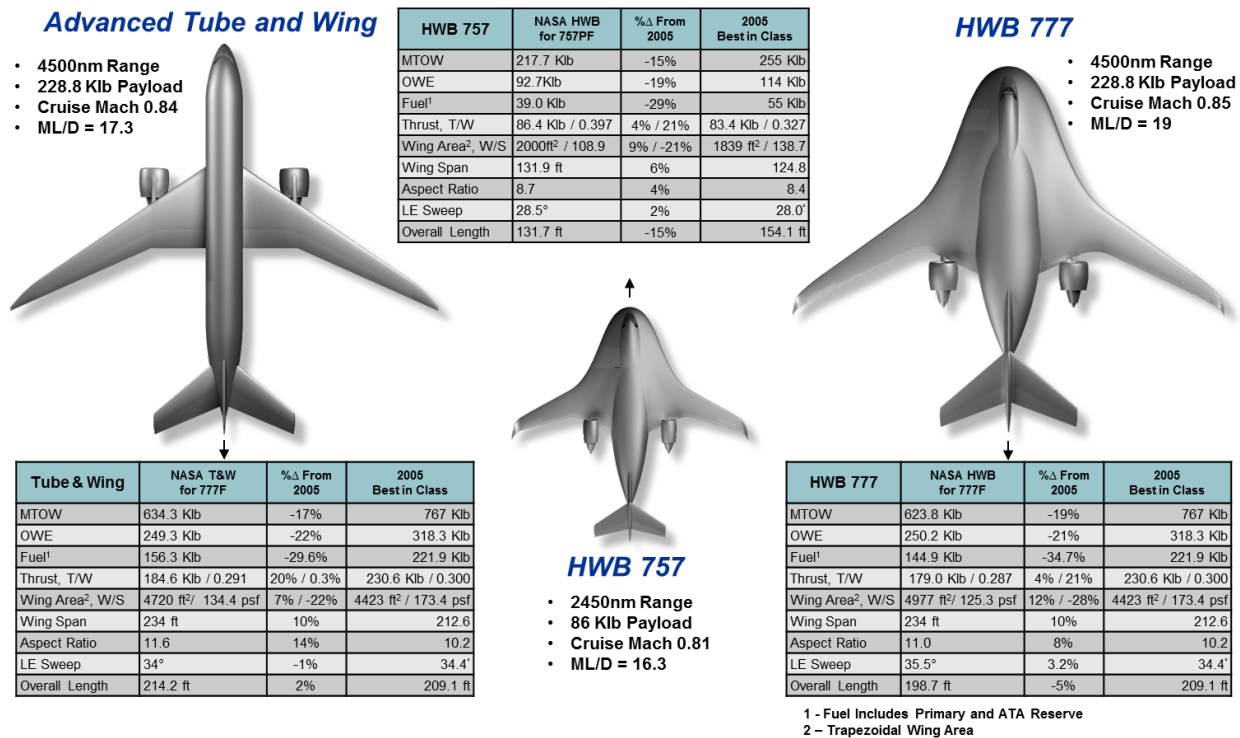 Advanced Tube and Wing
• 4500nm Range
• 228.8 Klb Payload
• Cruise Mach 0.84
• ML/D = 17.3
HWB 757 | NASA HWB for 757PF | %Δ From 2005 | 2005 Best in Class
MTOW | 217.7 Klb | -15% | 255 Klb
OWE | 92.7Klb | -19% | 114 Klb
Fuel¹ | 39.0 Klb | -29% | 55 Klb
Thrust, T/W | 86.4 Klb / 0.397 | 4% / 21% | 83.4 Klb / 0.327
Wing Area², W/S | 2000ft² / 108.9 | 9% / -21% | 1839 ft² / 138.7
Wing Span | 131.9 ft | 6% | 124.8
Aspect Ratio | 8.7 | 4% | 8.4
LE Sweep | 28.5° | 2% | 28.0°
Overall Length | 131.7 ft | -15% | 154.1 ft
HWB 777
• 4500nm Range
• 228.8 Klb Payload
• Cruise Mach 0.85
• ML/D = 19
Tube & Wing | NASA T&W for 777F | %Δ From 2005 | 2005 Best in Class
MTOW | 634.3 Klb | -17% | 767 Klb
OWE | 249.3 Klb | -22% | 318.3 Klb
Fuel¹ | 156.3 Klb | -29.6% | 221.9 Klb
Thrust, T/W | 184.6 Klb / 0.291 | 20% / 0.3% | 230.6 Klb / 0.300
Wing Area², W/S | 4720 ft²/ 134.4 psf | 7% / -22% | 4423 ft² / 173.4 psf
Wing Span | 234 ft | 10% | 212.6
Aspect Ratio | 11.6 | 14% | 10.2
LE Sweep | 34° | -1% | 34.4°
Overall Length | 214.2 ft | 2% | 209.1 ft
HWB 757
• 2450nm Range
• 86 Klb Payload
• Cruise Mach 0.81
• ML/D = 16.3
HWB 777 | NASA HWB for 777F | %Δ From 2005 | 2005 Best in Class
MTOW | 623.8 Klb | -19% | 767 Klb
OWE | 250.2 Klb | -21% | 318.3 Klb
Fuel¹ | 144.9 Klb | -34.7% | 221.9 Klb
Thrust, T/W | 179.0 Klb / 0.287 | 4% / 21% | 230.6 Klb / 0.300
Wing Area², W/S | 4977 ft²/ 125.3 psf | 12% / -28% | 4423 ft² / 173.4 psf
Wing Span | 234 ft | 10% | 212.6
Aspect Ratio | 11.0 | 8% | 10.2
LE Sweep | 35.5° | 3.2% | 34.4°
Overall Length | 198.7 ft | -5% | 209.1 ft
1 - Fuel Includes Primary and ATA Reserve
2 – Trapezoidal Wing Area